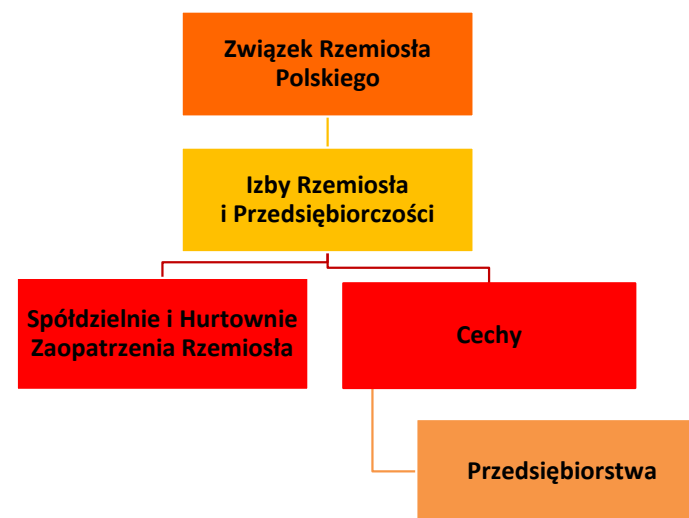 Związek Rzemiosła
Polskiego
Izby Rzemiosła
i Przedsiębiorczości
Spółdzielnie i Hurtownie
Zaopatrzenia Rzemiosła
Cechy
Przedsiębiorstwa